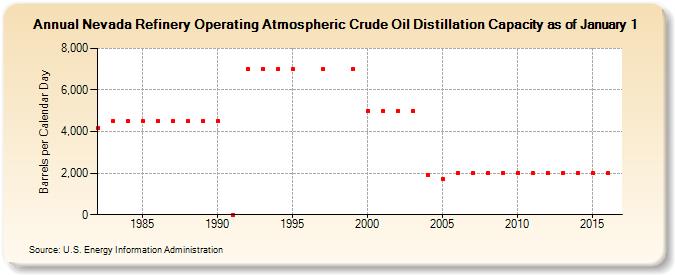 Annual Nevada Refinery Operating Atmospheric Crude Oil Distillation Capacity as of January 1
Barrels per Calendar Day
8,000
6,000
4,000
2,000
0
1985 1990 1995 2000 2005 2010 2015
Source: U.S. Energy Information Administration